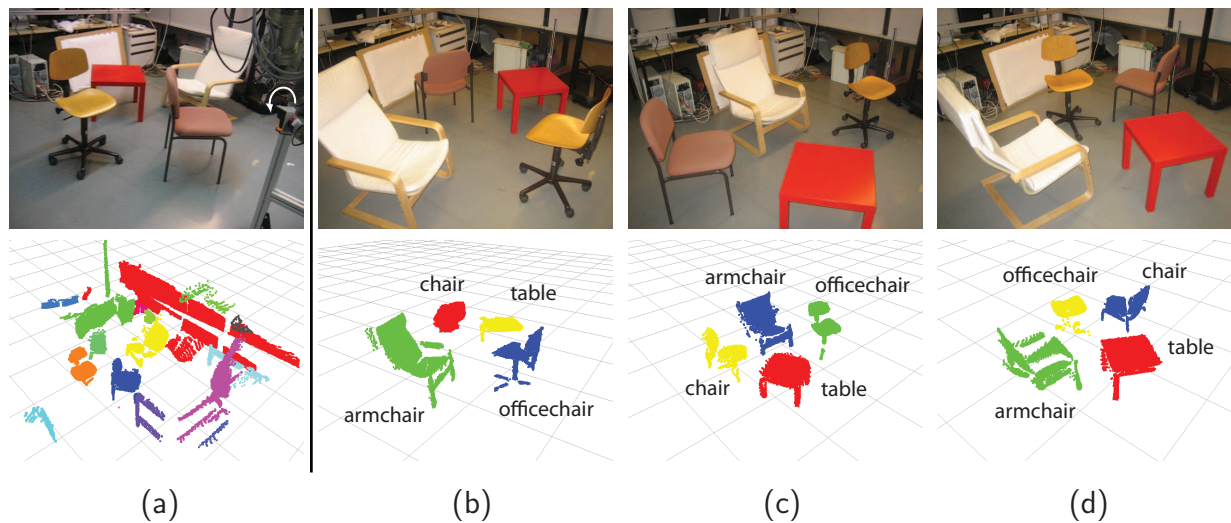 chair
table
armchair
officechair
armchair
officechair
chair
table
officechair
chair
table
armchair
(a)
(b)
(c)
(d)